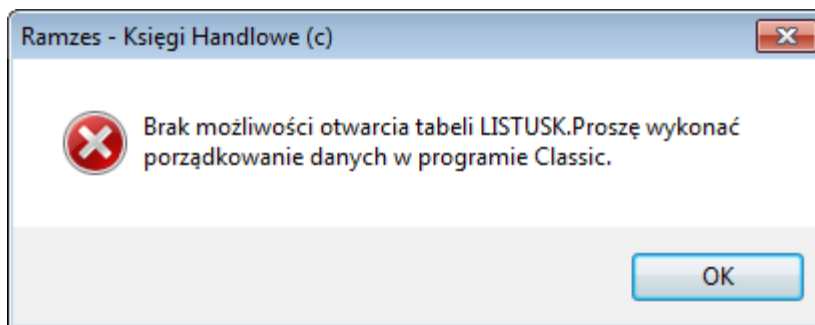 Ramzes - Księgi Handlowe (c)
Brak możliwości otwarcia tabeli LISTUSK.Proszę wykonać
porządkowanie danych w programie Classic.
OK